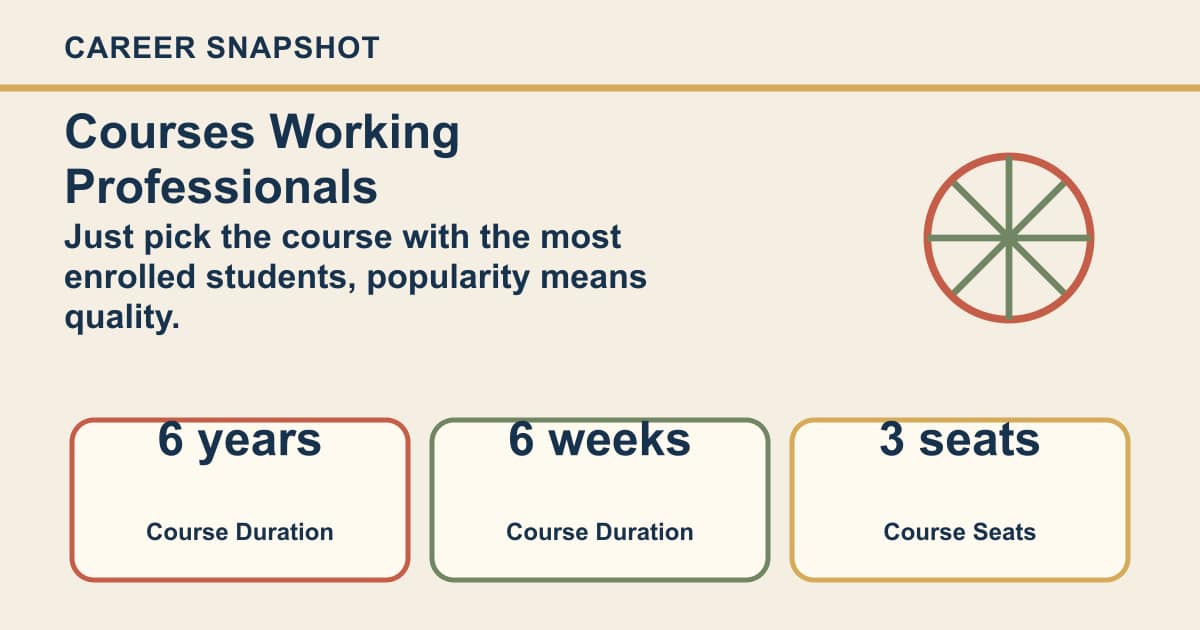 CAREER SNAPSHOT
Courses Working
Professionals
Just pick the course with the most
enrolled students, popularity means
quality.
6 years
Course Duration
6 weeks
Course Duration
3 seats
Course Seats